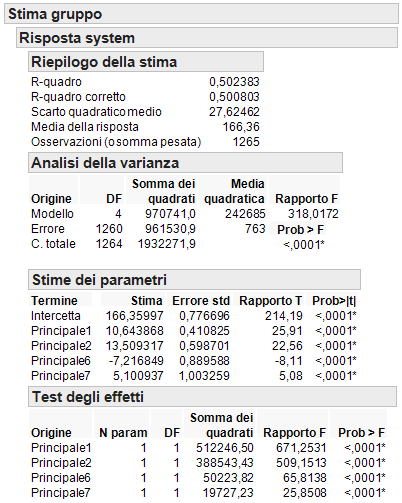 Stima gruppo
Risposta system
Riepilogo della stima
R-quadro 0,502383
R-quadro corretto 0,500803
Scarto quadratico medio 27,62462
Media della risposta 166,36
Osservazioni (o somma pesata) 1265
Analisi della varianza
Somma dei Media
Origine DF quadrati quadratica Rapporto F
Modello 4 970741,0 242685 318,0172
Errore 1260 961530,9 763 Prob > F
C. totale 1264 1932271,9 <,0001*
Stime dei parametri
Termine Stima Errore std Rapporto T Prob>|t|
Intercetta 166,35997 0,776696 214,19 <,0001*
Principale1 10,643868 0,410825 25,91 <,0001*
Principale2 13,509317 0,598701 22,56 <,0001*
Principale6 -7,216849 0,889588 -8,11 <,0001*
Principale7 5,100937 1,003259 5,08 <,0001*
Test degli effetti
Somma dei
Origine N param DF quadrati Rapporto F Prob > F
Principale1 1 1 512246,50 671,2531 <,0001*
Principale2 1 1 388543,43 509,1513 <,0001*
Principale6 1 1 50223,82 65,8138 <,0001*
Principale7 1 1 19727,23 25,8508 <,0001*